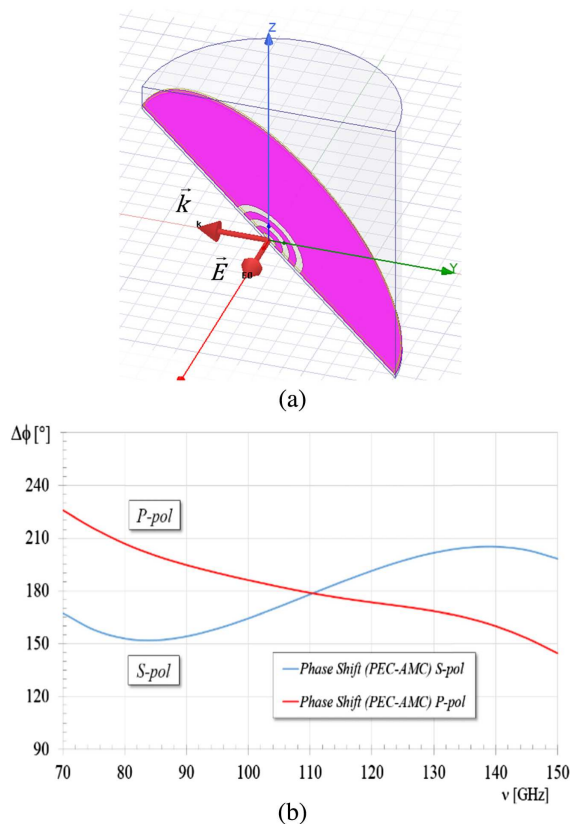 Z
k
E
Y
(a)
Δϕ [°]
240
P-pol
210
180
150
S-pol
Phase Shift (PEC-AMC) S-pol
Phase Shift (PEC-AMC) P-pol
120
90
70 80 90 100 110 120 130 140 150
ν [GHz]
(b)